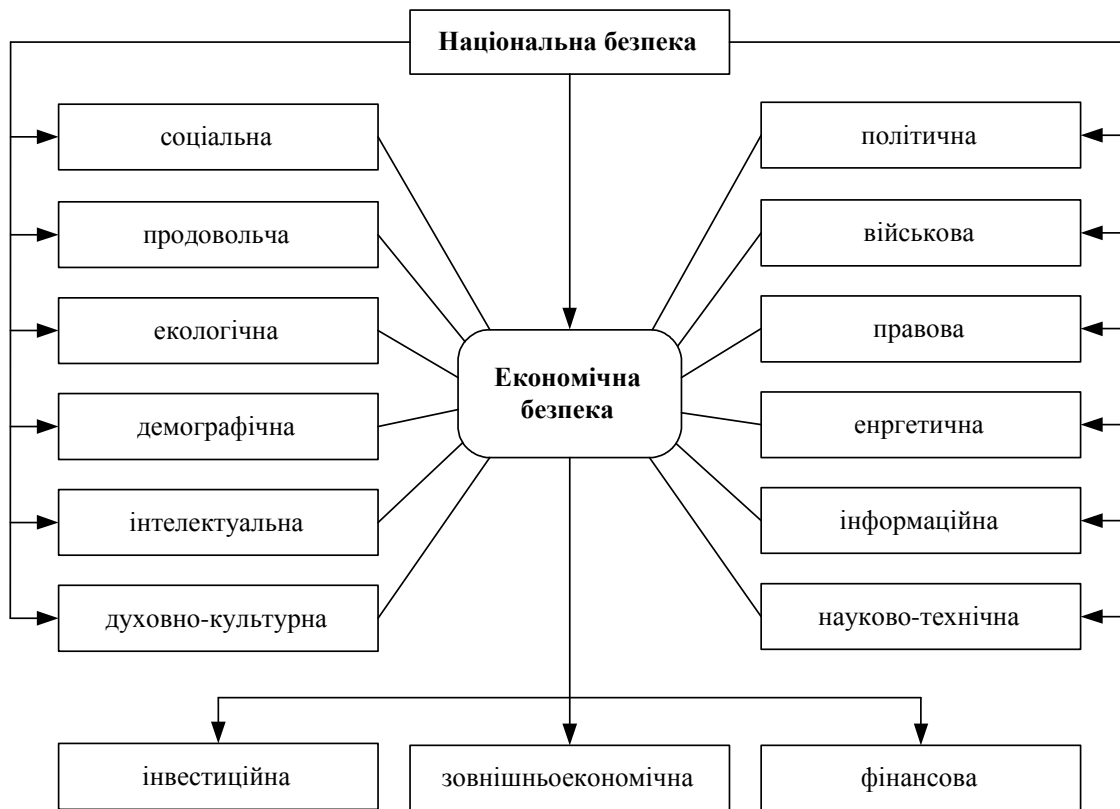 Національна безпека
соціальна
політична
продовольча
військова
екологічна
правова
Економічна
безпека
демографічна
енргетична
інтелектуальна
інформаційна
духовно-культурна
науково-технічна
інвестиційна
зовнішньоекономічна
фінансова